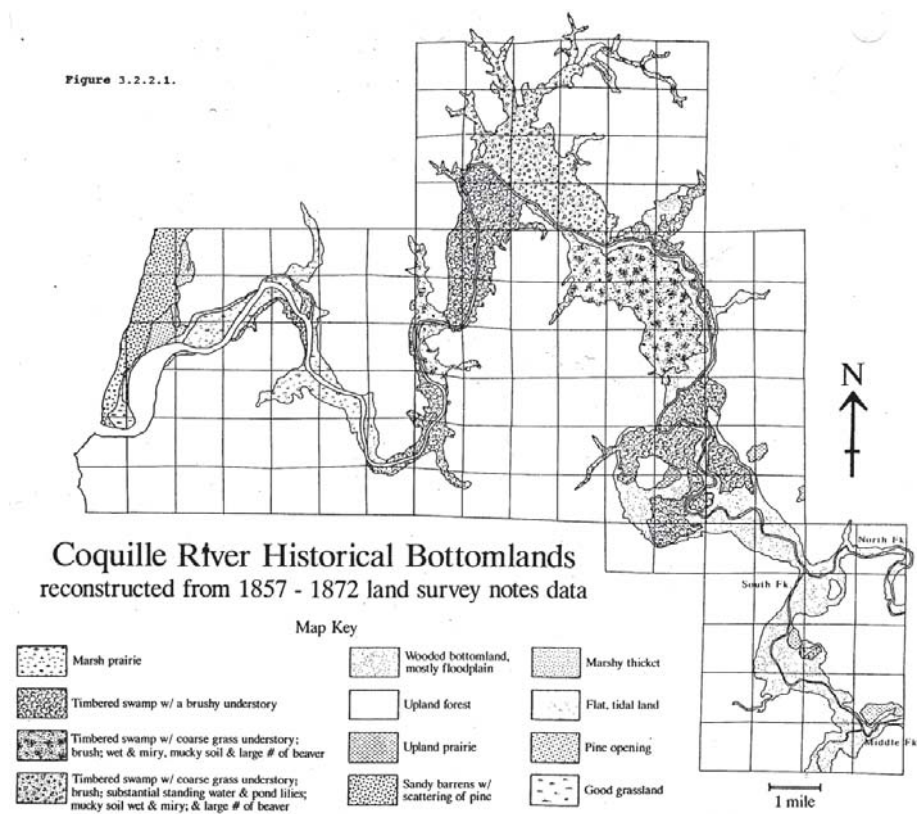 Figure 3.2.2.1.
N
North Fk.
South Fk.
Middle Fk.
Coquille River Historical Bottomlands
reconstructed from 1857 - 1872 land survey notes data
Map Key
Marsh prairie
Timbered swamp w/ a brushy understory
Timbered swamp w/ coarse grass understory;
brush; wet & miry, mucky soil & large # of beaver
Timbered swamp w/ coarse grass understory;
brush; substantial standing water & pond lilies;
mucky soil wet & miry; & large # of beaver
Wooded bottomland,
mostly floodplain
Upland forest
Upland prairie
Sandy barrens w/
scattering of pine
Marshy thicket
Flat, tidal land
Pine opening
Good grassland
1 mile